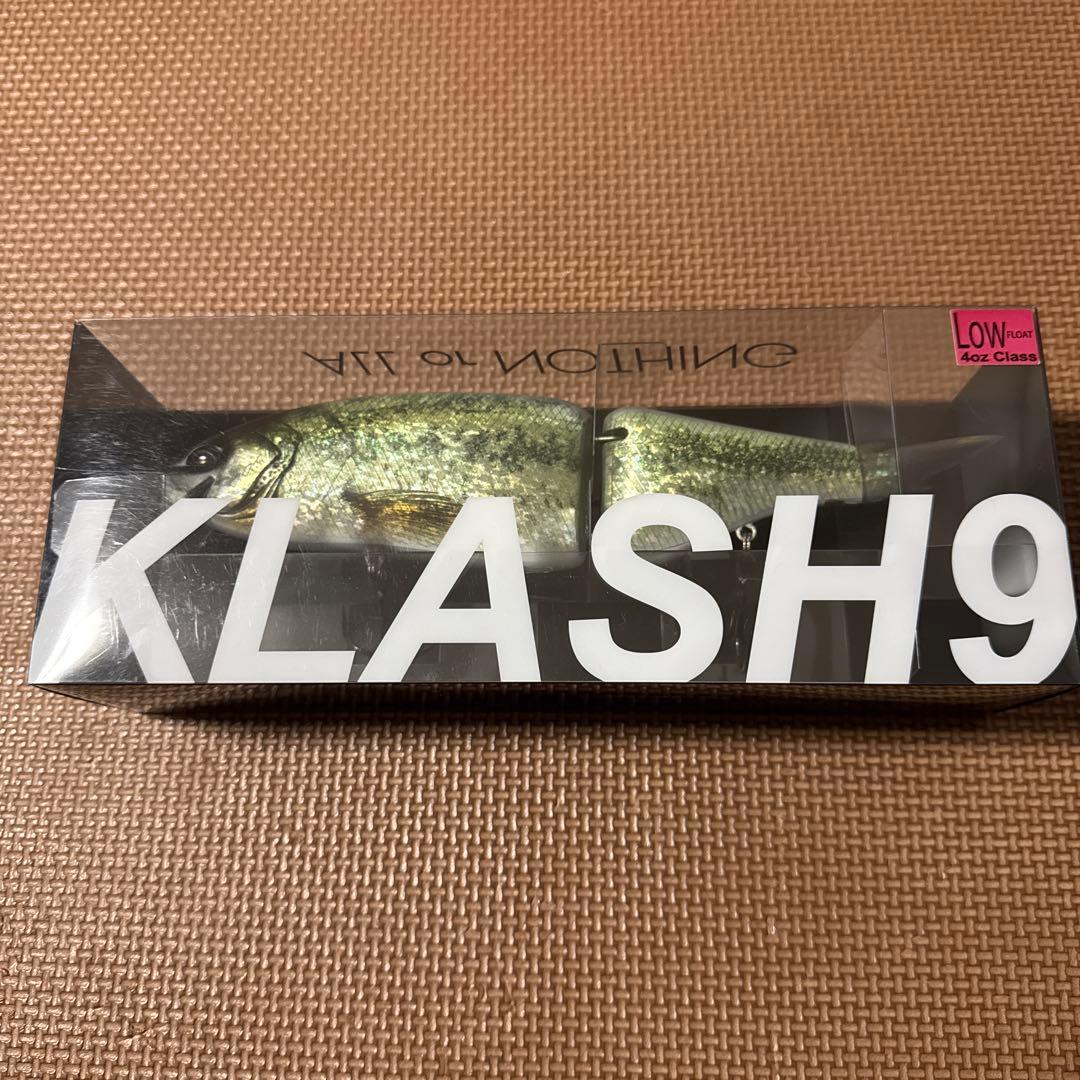 LOW FLOAT
4oz Class
ALL or NOTHING
KLASH9